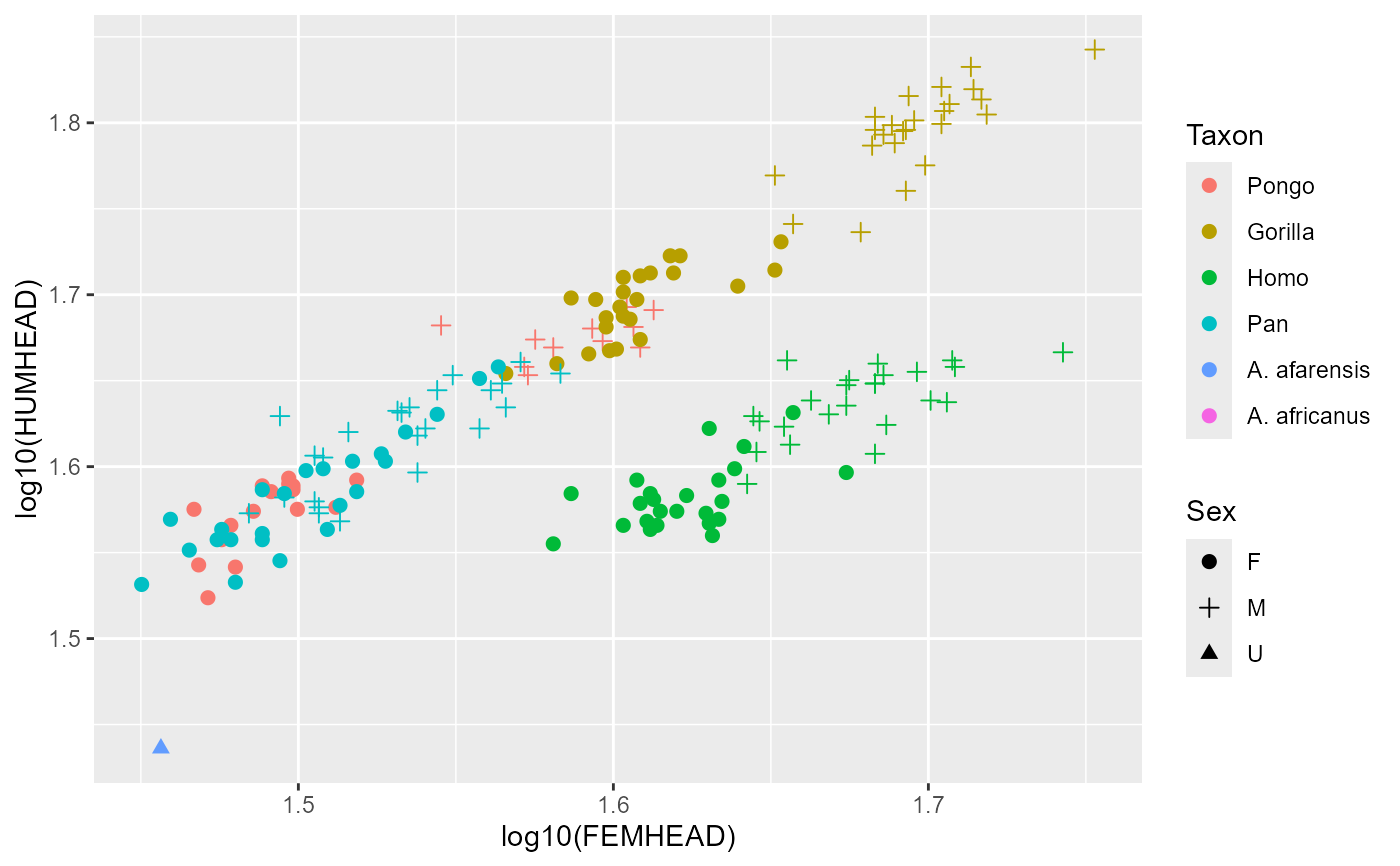 log10(HUMHEAD)
1.8
1.7
1.6
1.5
1.5
1.6
1.7
log10(FEMHEAD)
Taxon
Pongo
Gorilla
Homo
Pan
A. afarensis
A. africanus
Sex
F
M
U